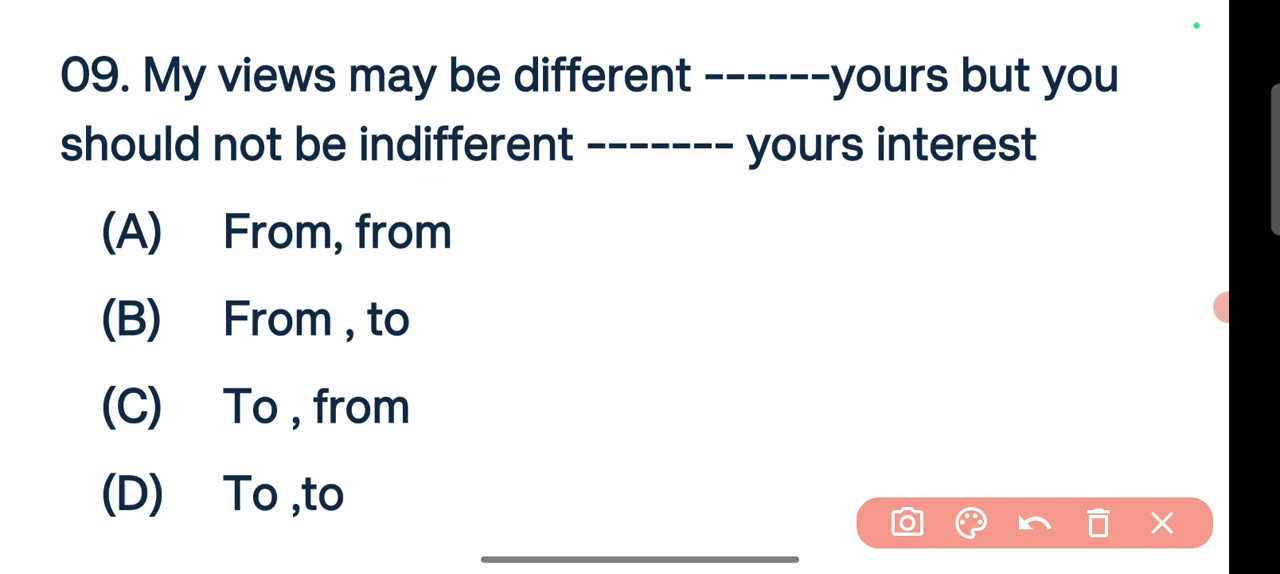 09. My views may be different ------yours but you
should not be indifferent ------- yours interest
(A) From, from
(B) From , to
(C) To , from
(D) To ,to